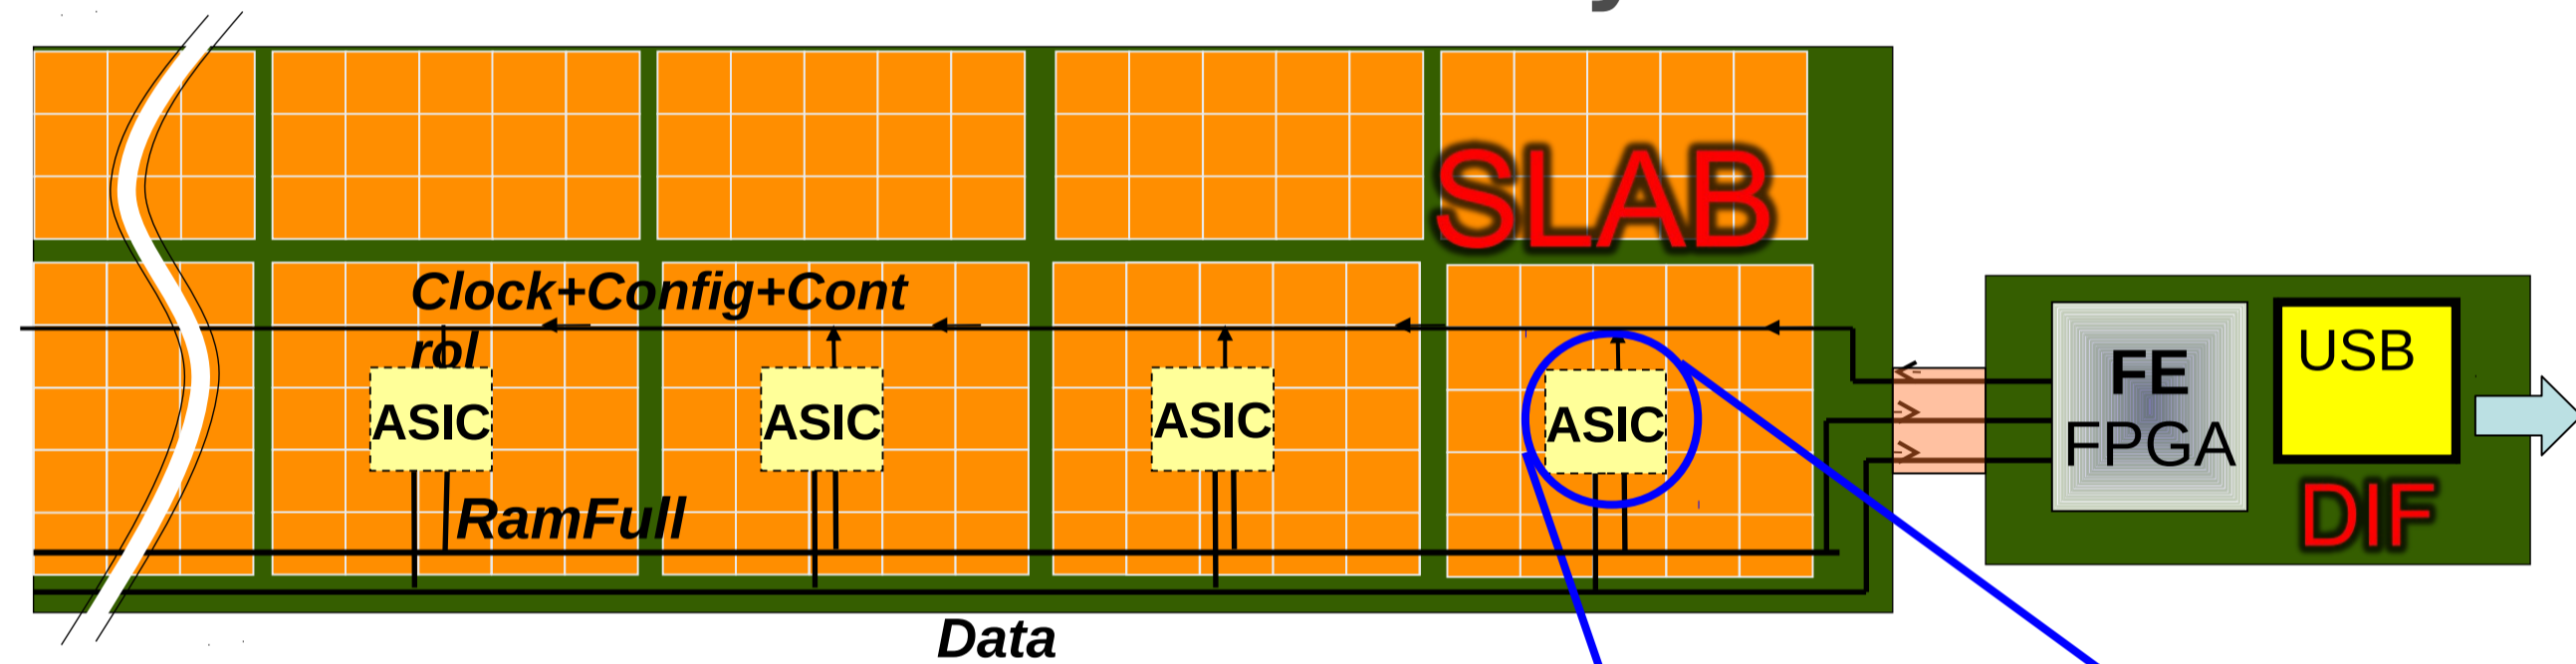 SLAB
Clock+Config+Cont
rol
ASIC
ASIC
ASIC
ASIC
RamFull
Data
FE
FPGA
USB
DIF